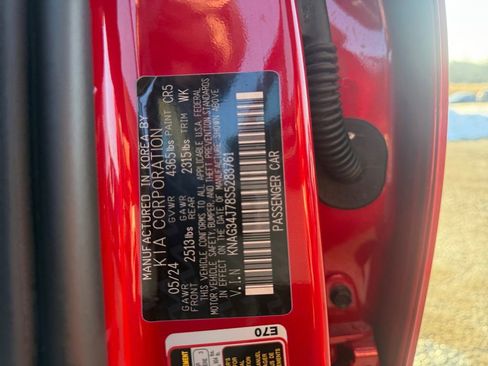 MANUFACTURED IN KOREA BY
KIA CORPORATION
05/24 GVWR 4365lbs PAINT CR5
GAWR FRONT 2513lbs GAWR REAR 2315lbs TRIM WK
THIS VEHICLE CONFORMS TO ALL APPLICABLE U.S.A. FEDERAL
MOTOR VEHICLE SAFETY BUMPER, AND THEFT PREVENTION STANDARDS
IN EFFECT ON THE DATE OF MANUFACTURE SHOWN ABOVE
V.I.N KNAG34J78S5283761
PASSENGER CAR
E70